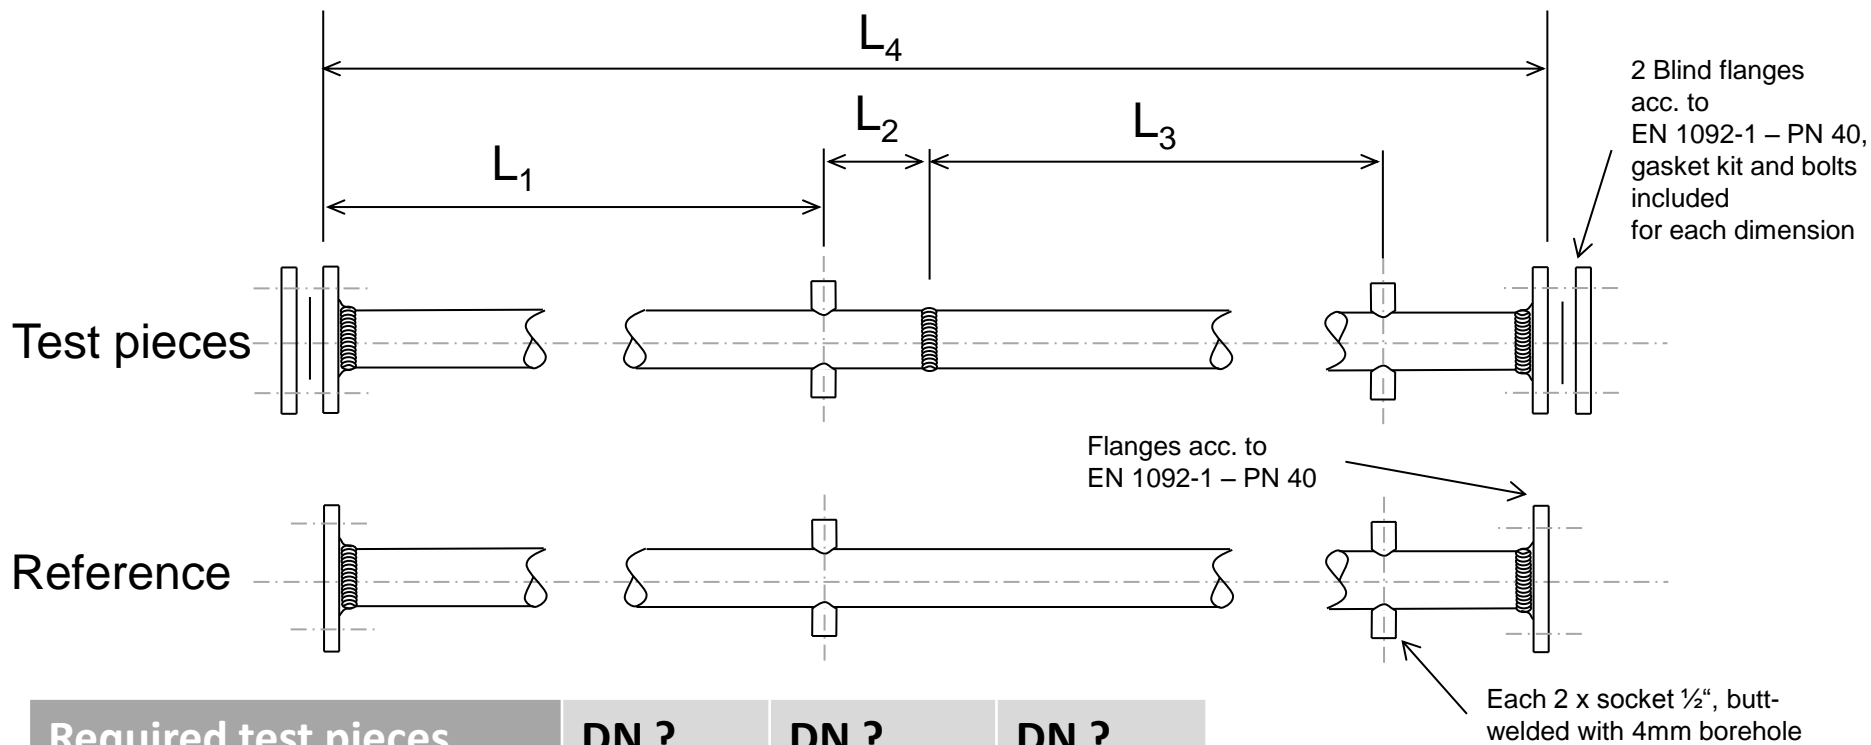 L4
L2
L3
L1
2 Blind flanges
acc. to
EN 1092-1 – PN 40,
gasket kit and bolts
included
for each dimension
Test pieces
Flanges acc. to
EN 1092-1 – PN 40
Reference
Each 2 x socket ½“, butt-
welded with 4mm borehole
Required test pieces DN ? DN ? DN ?